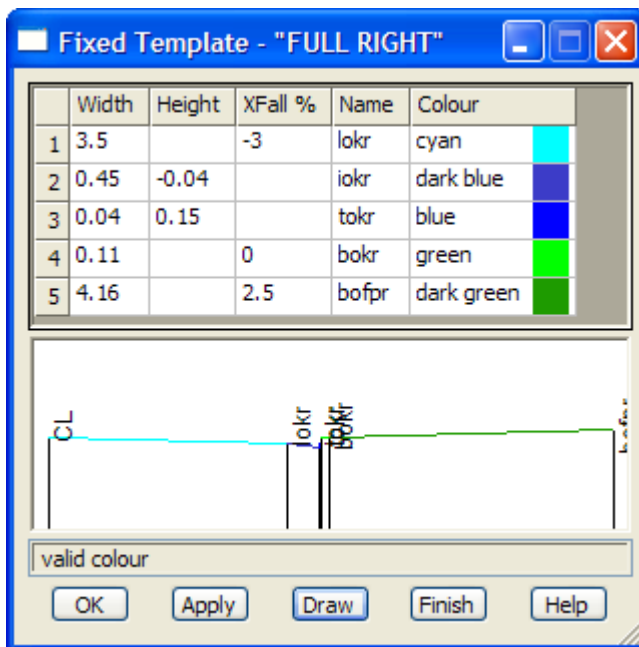 Fixed Template - "FULL RIGHT"
Width Height XFall % Name Colour
1 3.5 -3 lokr cyan
2 0.45 -0.04 iokr dark blue
3 0.04 0.15 tokr blue
4 0.11 0 bokr green
5 4.16 2.5 bofpr dark green
CL
bokr
valid colour
OK Apply Draw Finish Help